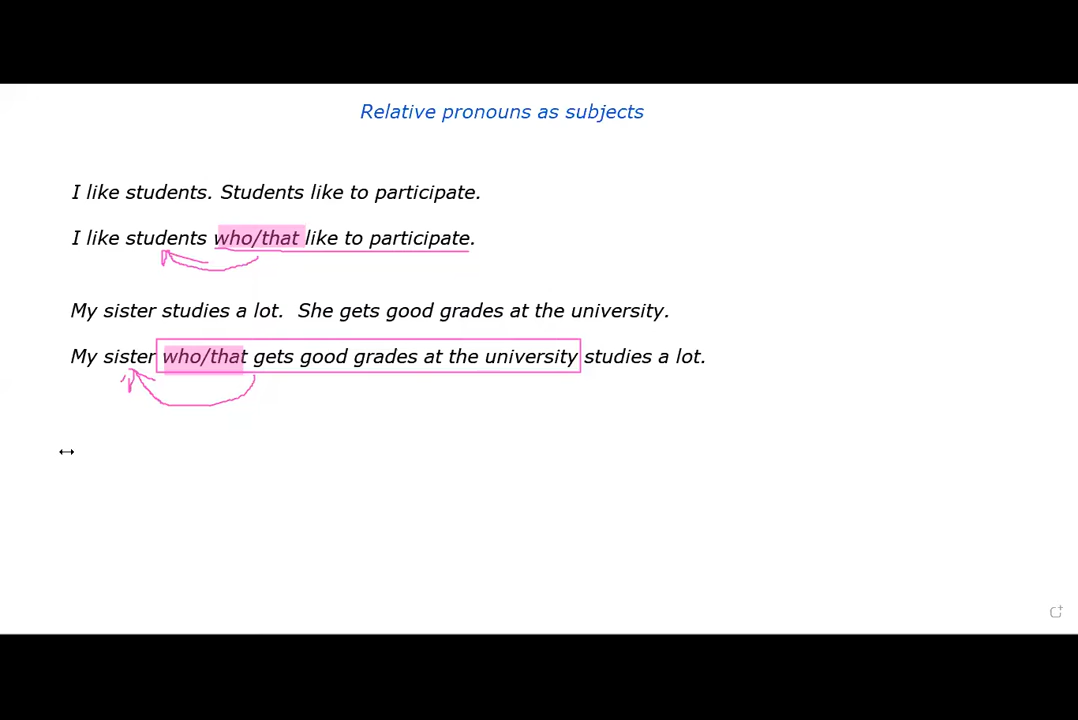 Relative pronouns as subjects
I like students. Students like to participate.
I like students who/that like to participate.
My sister studies a lot.  She gets good grades at the university.
My sister who/that gets good grades at the university studies a lot.